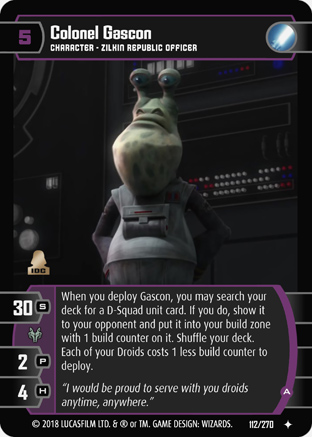 5
Colonel Gascon
CHARACTER - ZILKIN REPUBLIC OFFICER
IDC
30 S
2 P
4 H
When you deploy Gascon, you may search your
deck for a D-Squad unit card. If you do, show it
to your opponent and put it into your build zone
with 1 build counter on it. Shuffle your deck.
Each of your Droids costs 1 less build counter to
deploy.
"I would be proud to serve with you droids
anytime, anywhere."
A
© 2018 LUCASFILM LTD. & ® or TM. GAME DESIGN: WIZARDS. 112/270